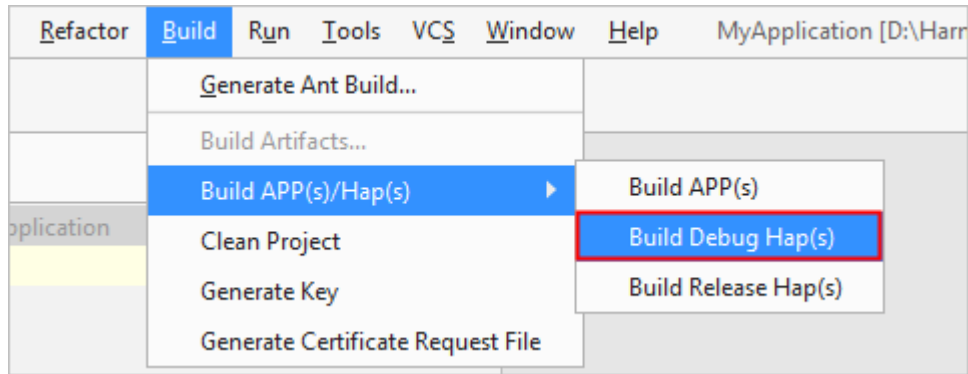 Refactor Build Run Tools VCS Window Help MyApplication [D:\Harn
Generate Ant Build...
Build Artifacts...
Build APP(s)/Hap(s)
Build APP(s)
pplication
Clean Project
Build Debug Hap(s)
Generate Key
Build Release Hap(s)
Generate Certificate Request File